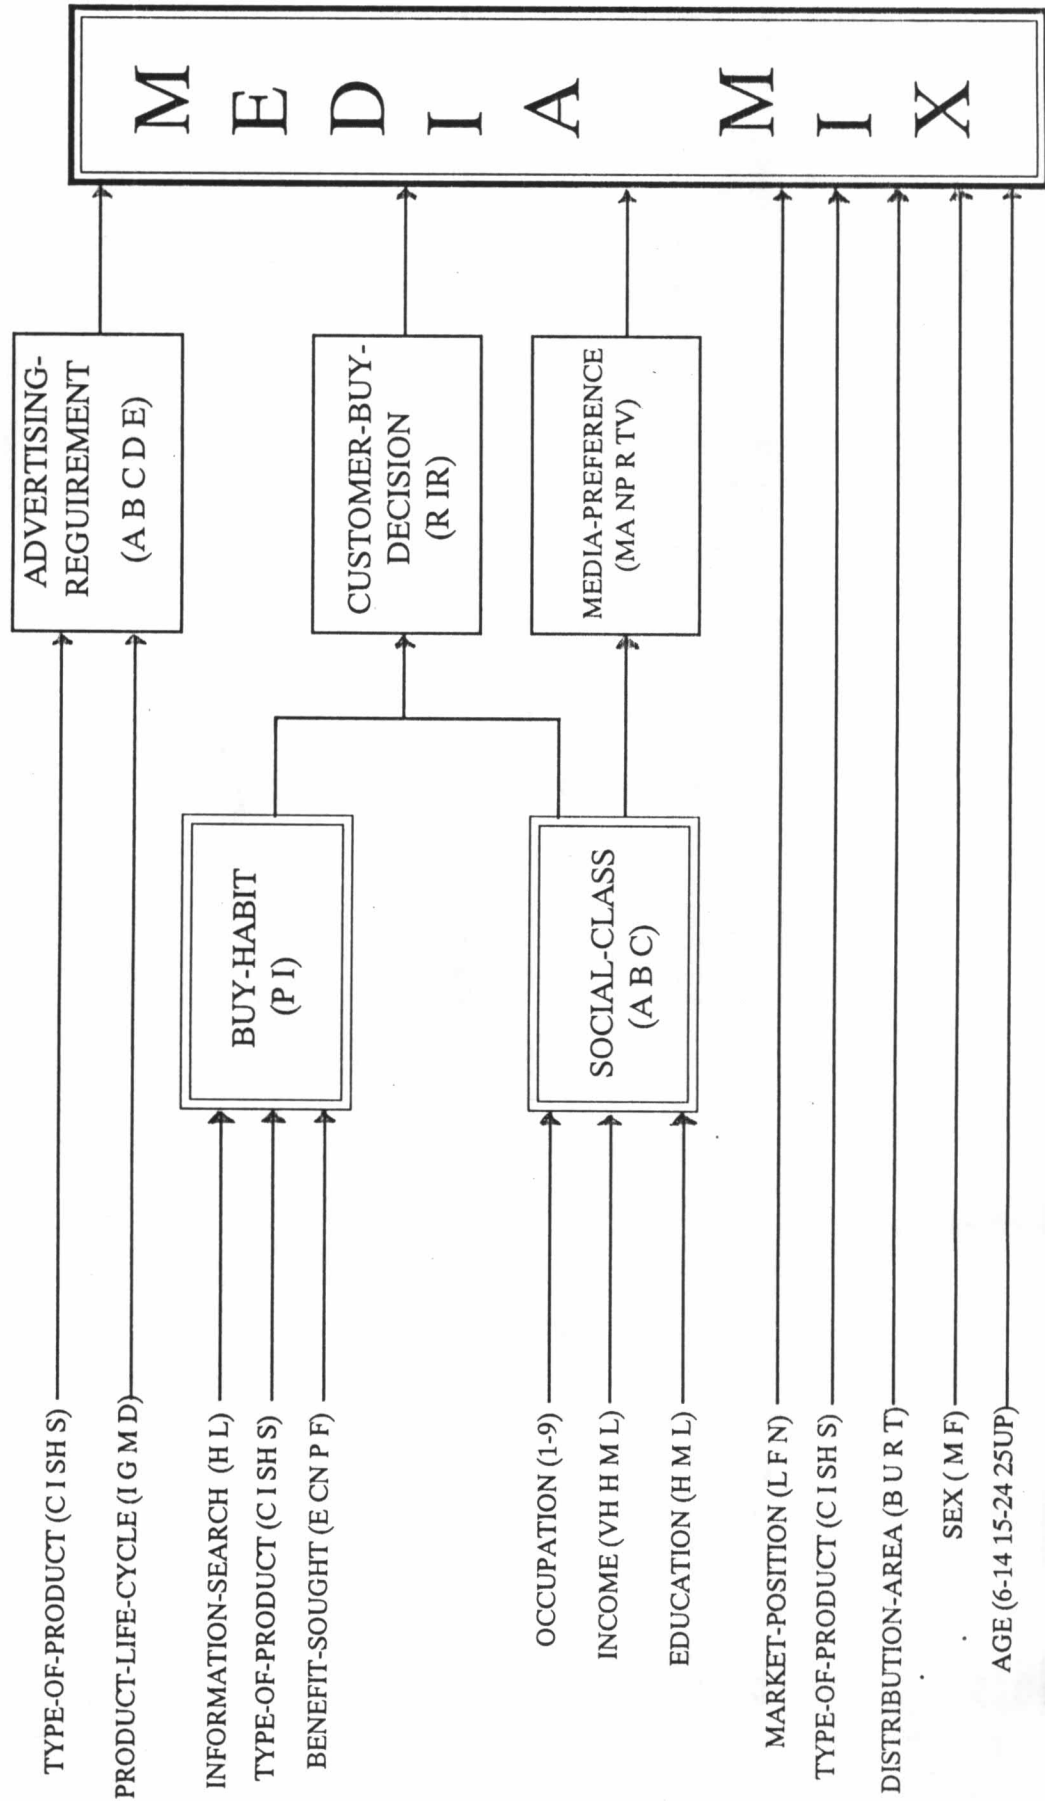 TYPE-OF-PRODUCT (C I SH S)
PRODUCT-LIFE-CYCLE (I G M D)
INFORMATION-SEARCH (H L)
TYPE-OF-PRODUCT (C I SH S)
BENEFIT-SOUGHT (E CN P F)
OCCUPATION (1-9)
INCOME (VH H M L)
EDUCATION (H M L)
MARKET-POSITION (L F N)
TYPE-OF-PRODUCT (C I SH S)
DISTRIBUTION-AREA (B U R T)
SEX ( M F)
AGE (6-14 15-24 25UP)
BUY-HABIT
(P I)
SOCIAL-CLASS
(A B C)
ADVERTISING-
REGUIREMENT
(A B C D E)
CUSTOMER-BUY-
DECISION
(R IR)
MEDIA-PREFERENCE
(MA NP R TV)
MEDIA MIX